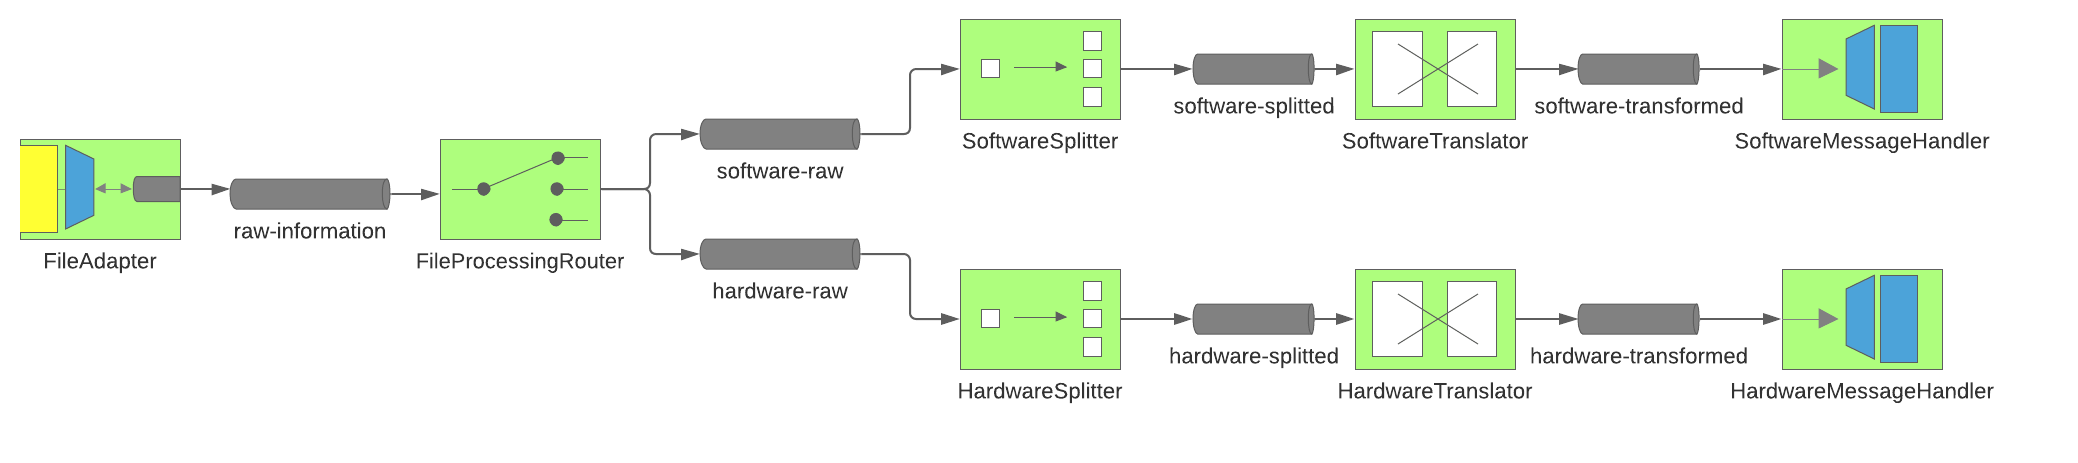 FileAdapter
raw-information
FileProcessingRouter
software-raw
hardware-raw
SoftwareSplitter
software-splitted
SoftwareTranslator
software-transformed
SoftwareMessageHandler
HardwareSplitter
hardware-splitted
HardwareTranslator
hardware-transformed
HardwareMessageHandler